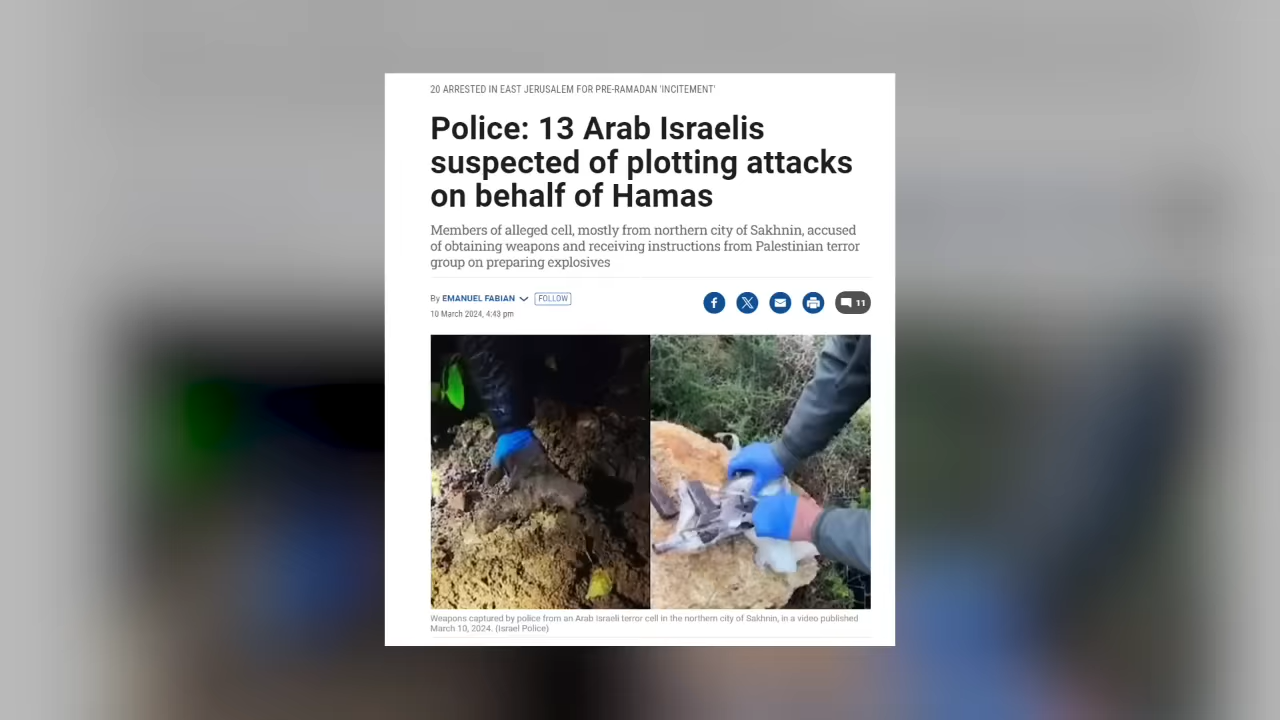 20 ARRESTED IN EAST JERUSALEM FOR PRE-RAMADAN 'INCITEMENT'
Police: 13 Arab Israelis
suspected of plotting attacks
on behalf of Hamas
Members of alleged cell, mostly from northern city of Sakhnin, accused
of obtaining weapons and receiving instructions from Palestinian terror
group on preparing explosives
By EMANUEL FABIAN FOLLOW
10 March 2024, 4:43 pm
11
Weapons captured by police from an Arab Israeli terror cell in the northern city of Sakhnin, in a video published
March 10, 2024. (Israel Police)